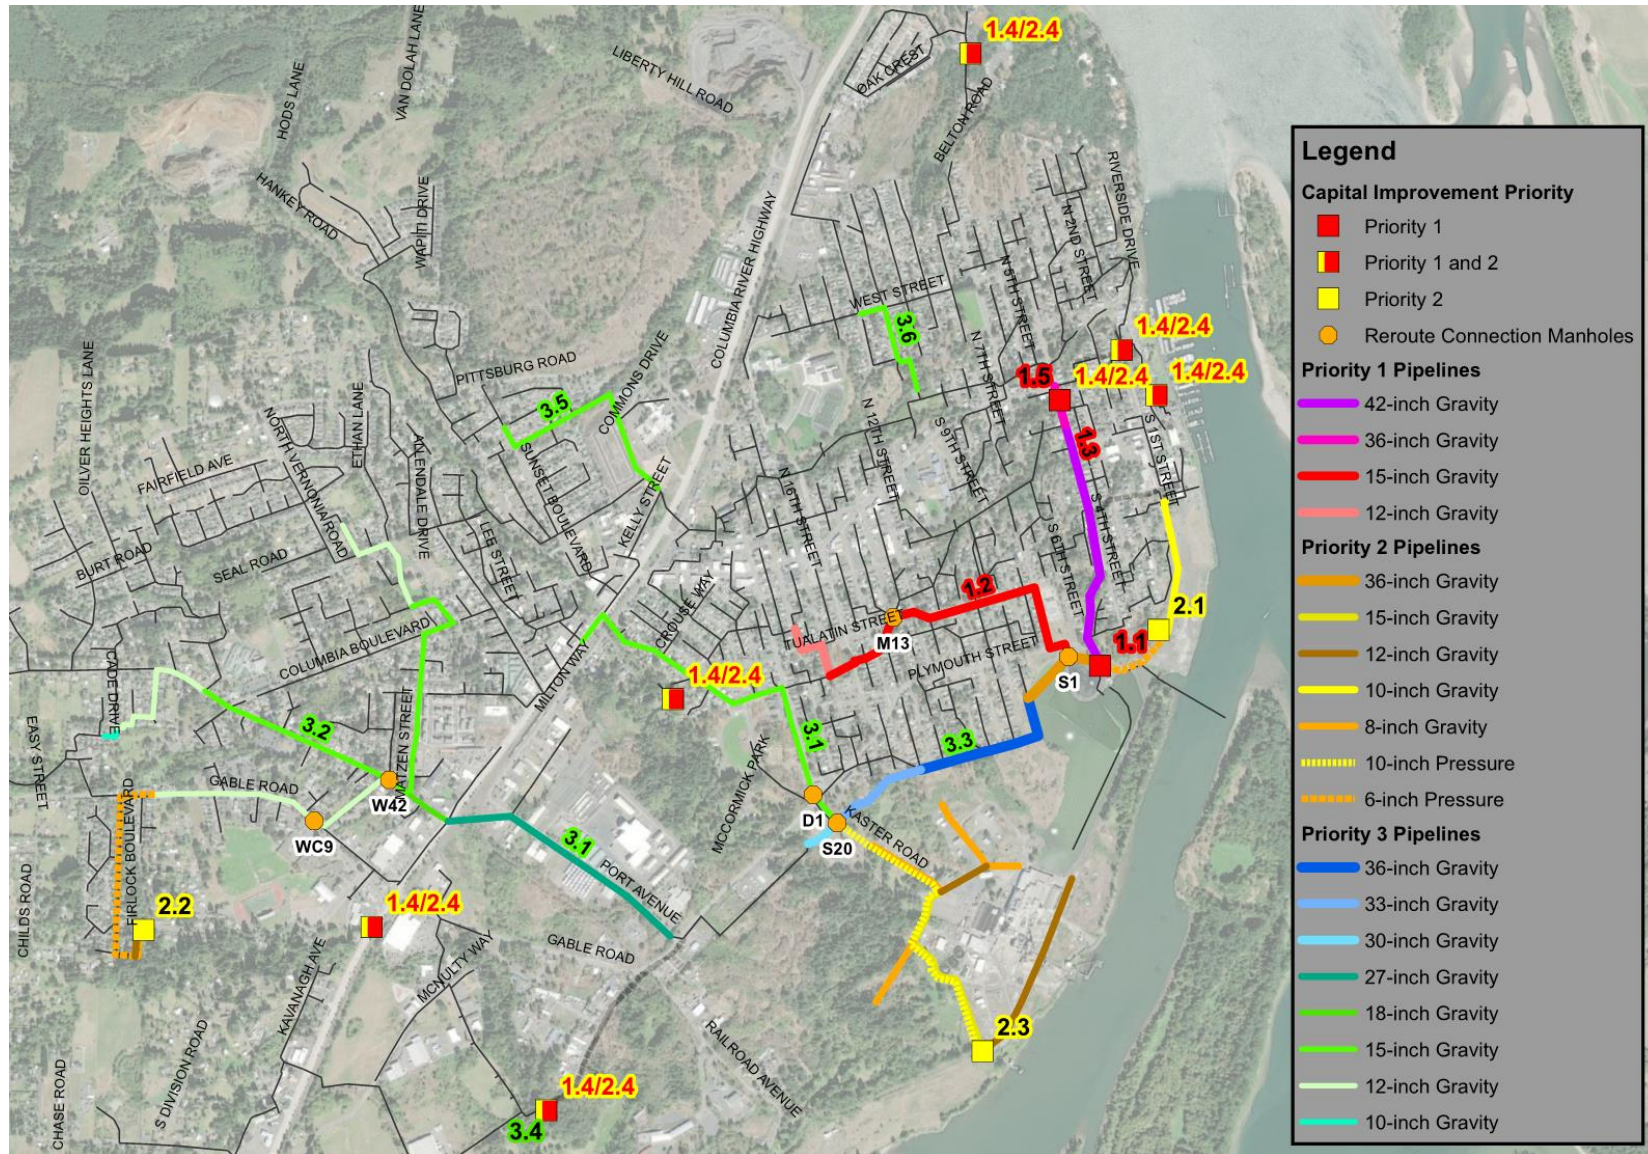 1.4/2.4
VAN DOLAH LANE
LIBERTY HILL ROAD
OAK CREST
HODS LANE
BELTON ROAD
RIVERSIDE DRIVE
HANKEY ROAD
WAPITI DRIVE
COLUMBIA RIVER HIGHWAY
N 2ND STREET
N 5TH STREET
WEST STREET
3.6
1.4/2.4
N 7TH STREET
PITTSBURG ROAD
COMMONS DRIVE
1.5
1.4/2.4
1.4/2.4
OILVER HEIGHTS LANE
ETHAN LANE
NORTH VERNONIA ROAD
3.5
N 12TH STREET
S 9TH STREET
1.3
S 1ST STREET
FAIRFIELD AVE
ALLENDALE DRIVE
SUNSET BOULEVARD
KELLY STREET
N 16TH STREET
S 4TH STREET
BURT ROAD
SEAL ROAD
LEE STREET
S 6TH STREET
1.2
CROUSE WAY
TUALATIN STREET
M13
2.1
COLUMBIA BOULEVARD
PLYMOUTH STREET
1.1
CADE DRIVE
MILTON WAY
1.4/2.4
S1
EASY STREET
3.2
MATZEN STREET
3.1
3.3
GABLE ROAD
W42
MCCORMICK PARK
D1
KASTER ROAD
WC9
S20
FIRLOCK BOULEVARD
3.1
PORT AVENUE
CHILDS ROAD
2.2
1.4/2.4
GABLE ROAD
KAVANAGH AVE
MCNULTY WAY
2.3
RAILROAD AVENUE
S DIVISION ROAD
CHASE ROAD
1.4/2.4
3.4
Legend
Capital Improvement Priority
Priority 1
Priority 1 and 2
Priority 2
Reroute Connection Manholes
Priority 1 Pipelines
42-inch Gravity
36-inch Gravity
15-inch Gravity
12-inch Gravity
Priority 2 Pipelines
36-inch Gravity
15-inch Gravity
12-inch Gravity
10-inch Gravity
8-inch Gravity
10-inch Pressure
6-inch Pressure
Priority 3 Pipelines
36-inch Gravity
33-inch Gravity
30-inch Gravity
27-inch Gravity
18-inch Gravity
15-inch Gravity
12-inch Gravity
10-inch Gravity